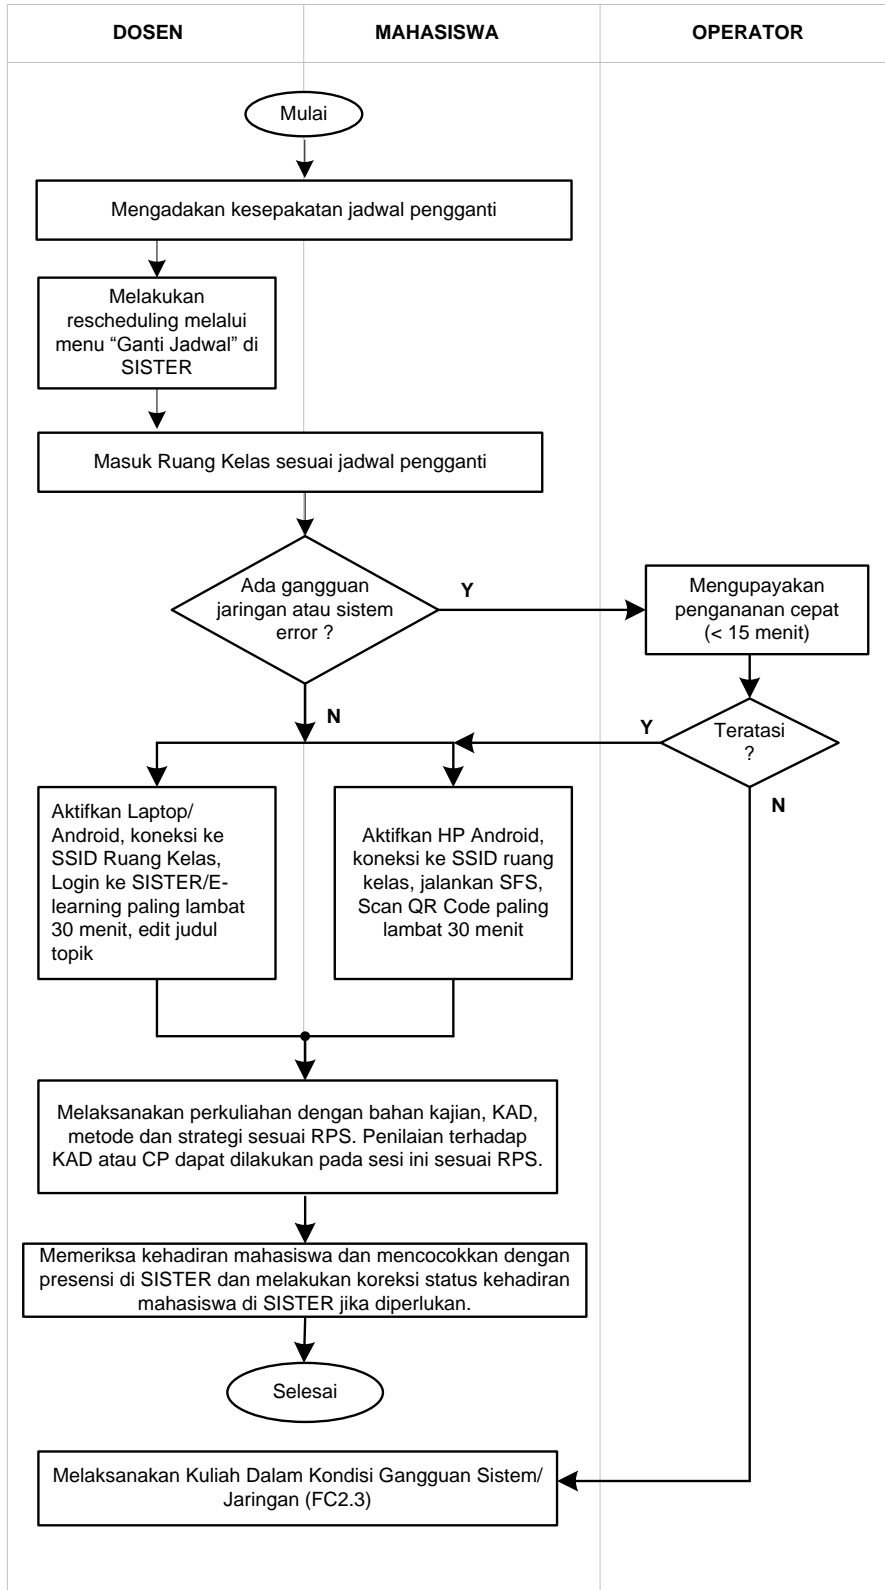 DOSEN
MAHASISWA
OPERATOR
Mulai
Mengadakan kesepakatan jadwal pengganti
Melakukan
rescheduling melalui
menu “Ganti Jadwal” di
SISTER
Masuk Ruang Kelas sesuai jadwal pengganti
Ada gangguan
jaringan atau sistem
error ?
Y
Mengupayakan
pengananan cepat
(< 15 menit)
N
Y
Teratasi
?
N
Aktifkan Laptop/
Android, koneksi ke
SSID Ruang Kelas,
Login ke SISTER/E-
learning paling lambat
30 menit, edit judul
topik
Aktifkan HP Android,
koneksi ke SSID ruang
kelas, jalankan SFS,
Scan QR Code paling
lambat 30 menit
Melaksanakan perkuliahan dengan bahan kajian, KAD,
metode dan strategi sesuai RPS. Penilaian terhadap
KAD atau CP dapat dilakukan pada sesi ini sesuai RPS.
Memeriksa kehadiran mahasiswa dan mencocokkan dengan
presensi di SISTER dan melakukan koreksi status kehadiran
mahasiswa di SISTER jika diperlukan.
Selesai
Melaksanakan Kuliah Dalam Kondisi Gangguan Sistem/
Jaringan (FC2.3)